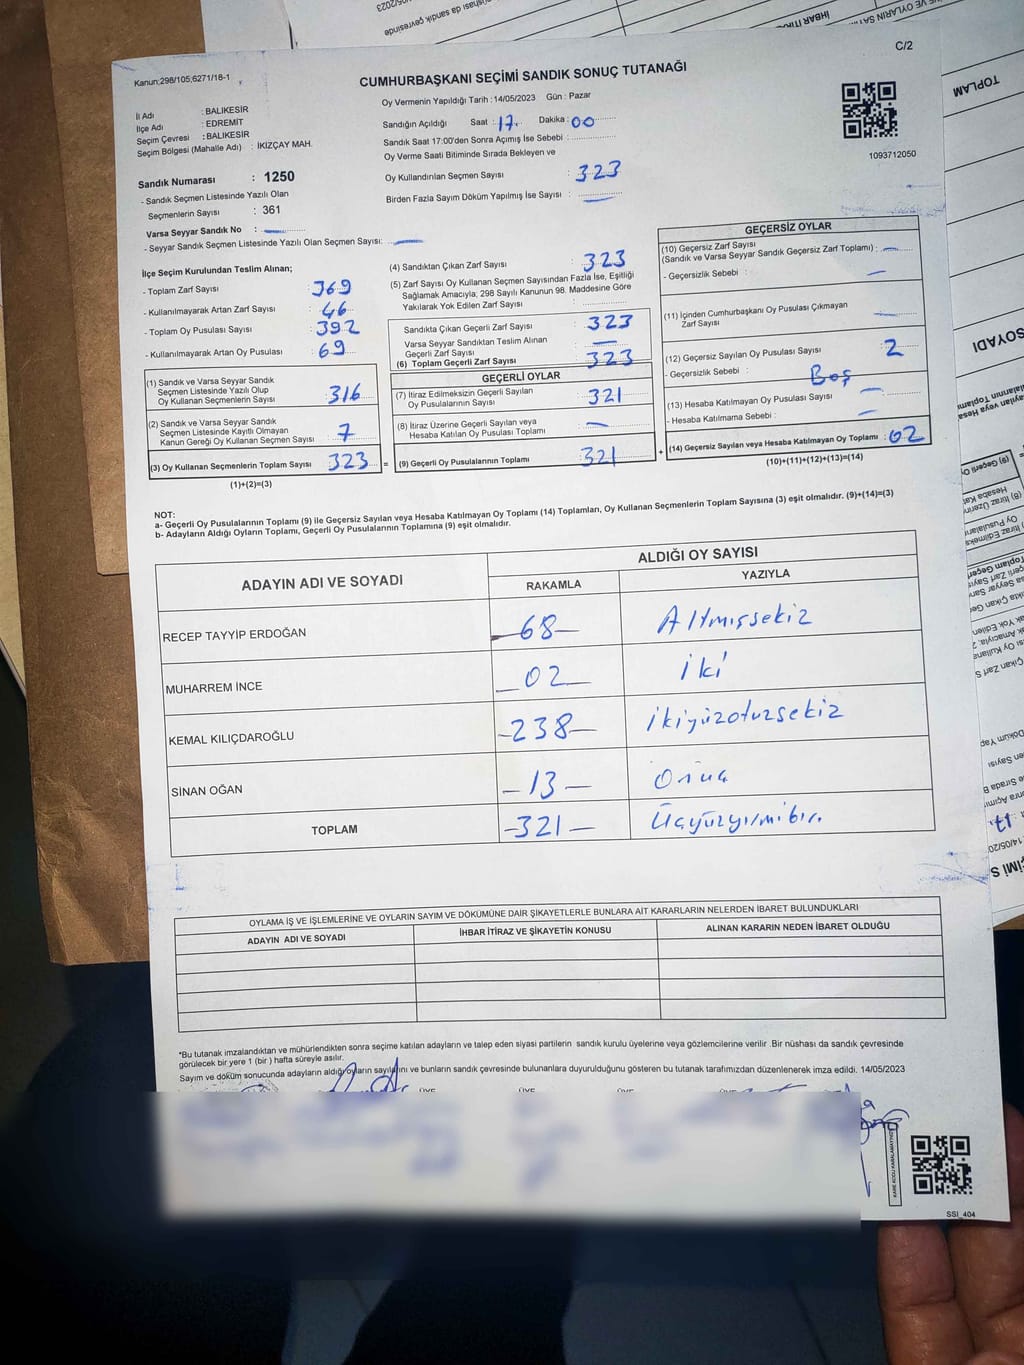 C/2
Kanun:298/105,6271/18-1
CUMHURBAŞKANI SEÇİMİ SANDIK SONUÇ TUTANAĞI
İl Adı : BALIKESİR
İlçe Adı : EDREMİT
Seçim Çevresi : BALIKESİR
Seçim Bölgesi (Mahalle Adı) : İKİZÇAY MAH.
Sandık Numarası : 1250
- Sandık Seçmen Listesinde Yazılı Olan
Seçmenlerin Sayısı : 361
Varsa Seyyar Sandık No :
- Seyyar Sandık Seçmen Listesinde Yazılı Olan Seçmen Sayısı:
Oy Vermenin Yapıldığı Tarih :14/05/2023 Gün : Pazar
Sandığın Açıldığı Saat : 17. Dakika : 00
Sandık Saat 17:00'den Sonra Açımış İse Sebebi :
Oy Verme Saati Bitiminde Sırada Bekleyen ve
Oy Kullandırılan Seçmen Sayısı : 323
Birden Fazla Sayım Döküm Yapılmış İse Sayısı :
1093712050
İlçe Seçim Kurulundan Teslim Alınan;
- Toplam Zarf Sayısı : 369
- Kullanılmayarak Artan Zarf Sayısı : 46
- Toplam Oy Pusulası Sayısı : 392
- Kullanılmayarak Artan Oy Pusulası : 69
(1) Sandık ve Varsa Seyyar Sandık
Seçmen Listesinde Yazılı Olup
Oy Kullanan Seçmenlerin Sayısı : 316
(2) Sandık ve Varsa Seyyar Sandık
Seçmen Listesinde Kayıtlı Olmayan
Kanun Gereği Oy Kullanan Seçmen Sayısı : 7
(3) Oy Kullanan Seçmenlerin Toplam Sayısı : 323 =
(1)+(2)=(3)
(4) Sandıktan Çıkan Zarf Sayısı : 323
(5) Zarf Sayısı Oy Kullanan Seçmen Sayısından Fazla İse, Eşitliği
Sağlamak Amacıyla, 298 Sayılı Kanunun 98. Maddesine Göre
Yakılarak Yok Edilen Zarf Sayısı :
Sandıkta Çıkan Geçerli Zarf Sayısı : 323
Varsa Seyyar Sandıktan Teslim Alınan
Geçerli Zarf Sayısı :
(6) Toplam Geçerli Zarf Sayısı : 323
GEÇERLİ OYLAR
(7) İtiraz Edilmeksizin Geçerli Sayılan
Oy Pusulalarının Sayısı : 321
(8) İtiraz Üzerine Geçerli Sayılan veya
Hesaba Katılan Oy Pusulası Toplamı :
(9) Geçerli Oy Pusulalarının Toplamı : 321 +
GEÇERSİZ OYLAR
(10) Geçersiz Zarf Sayısı
(Sandık ve Varsa Seyyar Sandık Geçersiz Zarf Toplamı) :
- Geçersizlik Sebebi :
(11) İçinden Cumhurbaşkanı Oy Pusulası Çıkmayan
Zarf Sayısı :
(12) Geçersiz Sayılan Oy Pusulası Sayısı : 2
- Geçersizlik Sebebi : Boş
(13) Hesaba Katılmayan Oy Pusulası Sayısı :
- Hesaba Katılmama Sebebi :
(14) Geçersiz Sayılan veya Hesaba Katılmayan Oy Toplamı : 02
(10)+(11)+(12)+(13)=(14)
NOT:
a- Geçerli Oy Pusulalarının Toplamı (9) ile Geçersiz Sayılan veya Hesaba Katılmayan Oy Toplamı (14) Toplamları, Oy Kullanan Seçmenlerin Toplam Sayısına (3) eşit olmalıdır. (9)+(14)=(3)
b- Adayların Aldığı Oyların Toplamı, Geçerli Oy Pusulalarının Toplamına (9) eşit olmalıdır.
ADAYIN ADI VE SOYADI ALDIĞI OY SAYISI
RAKAMLA YAZIYLA
RECEP TAYYİP ERDOĞAN 68 Altmışsekiz
MUHARREM İNCE 02 İki
KEMAL KILIÇDAROĞLU 238 İkiyüzotuzsekiz
SİNAN OĞAN 13 Onüç
TOPLAM 321 Üçyüzyirmibir.
OYLAMA İŞ VE İŞLEMLERİNE VE OYLARIN SAYIM VE DÖKÜMÜNE DAİR ŞİKAYETLERLE BUNLARA AİT KARARLARIN NELERDEN İBARET BULUNDUKLARI
ADAYIN ADI VE SOYADI İHBAR İTİRAZ VE ŞİKAYETİN KONUSU ALINAN KARARIN NEDEN İBARET OLDUĞU
*Bu tutanak imzalandıktan ve mühürlendikten sonra seçime katılan adayların ve talep eden siyasi partilerin sandık kurulu üyelerine veya gözlemcilerine verilir .Bir nüshası da sandık çevresinde
görülecek bir yere 1 (bir ) hafta süreyle asılır.
Sayım ve döküm sonucunda adayların aldığı oyların sayılarını ve bunların sandık çevresinde bulunanlara duyurulduğunu gösteren bu tutanak tarafımızdan düzenlenerek imza edildi. 14/05/2023
ÜYE ÜYE ÜYE ÜYE
KARE KODU KARALAMAYINIZ
SSI_404